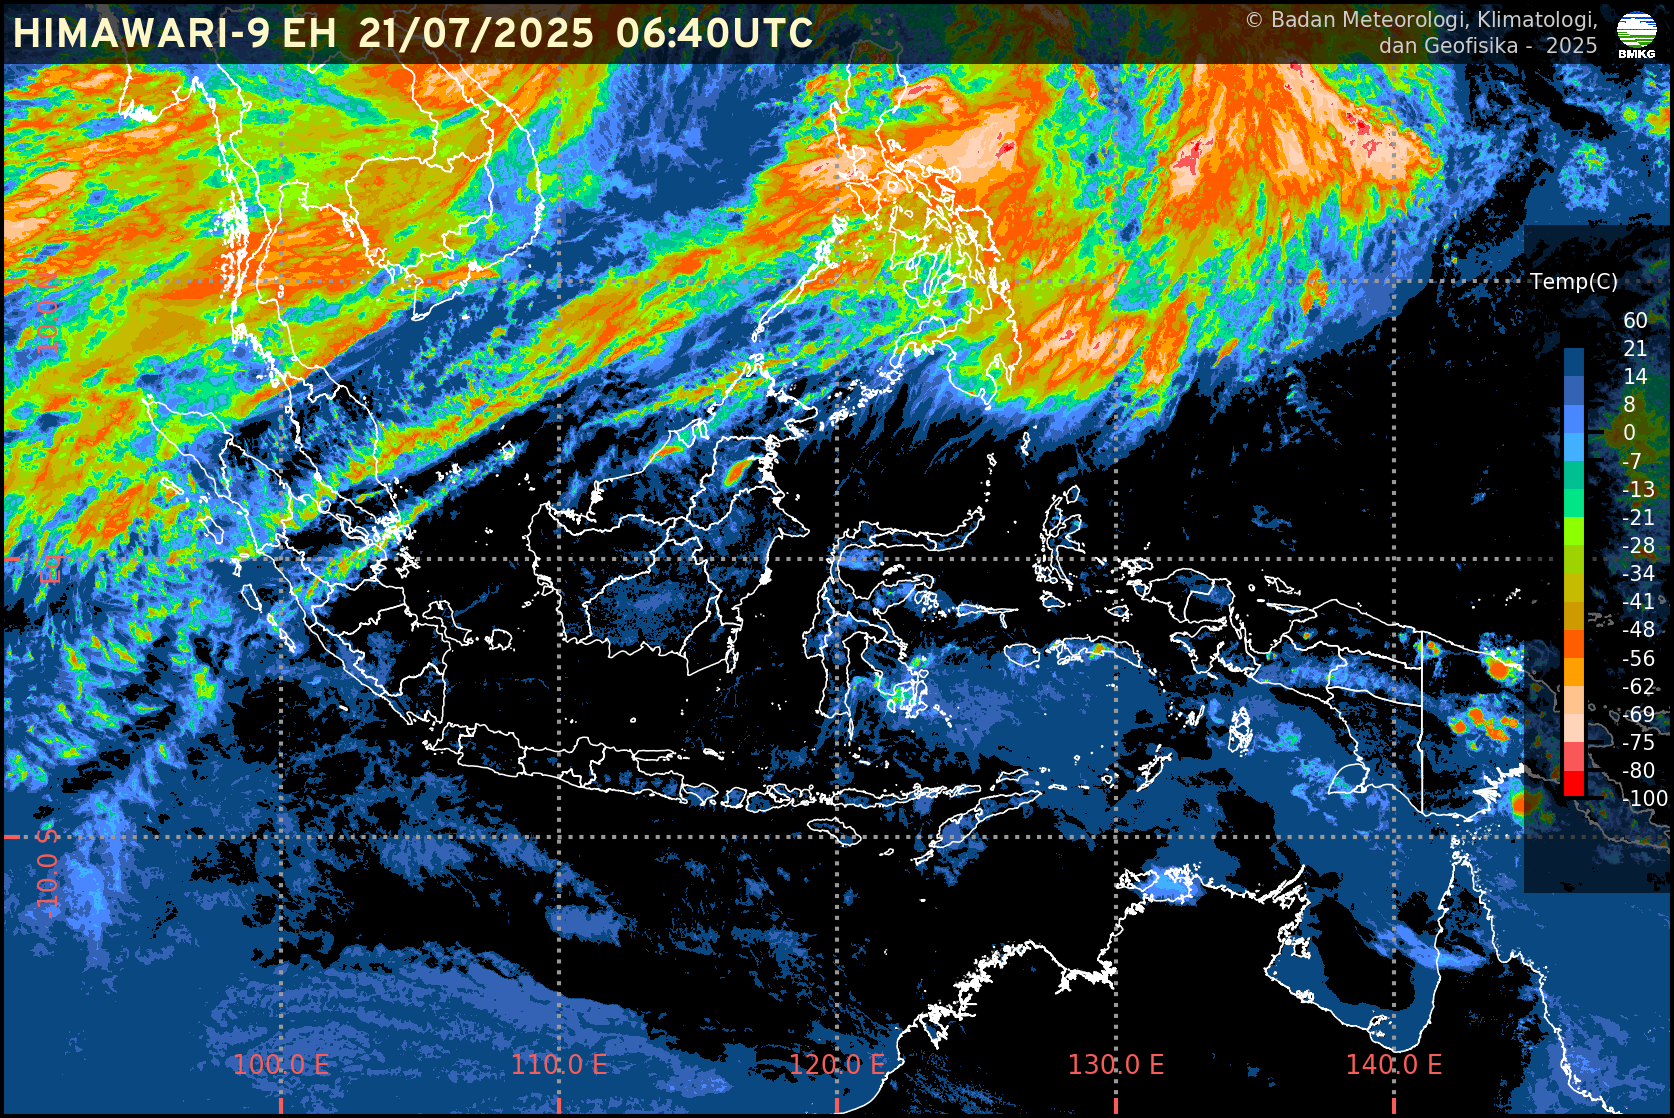 HIMAWARI-9 EH 21/07/2025 06:40UTC
© Badan Meteorologi, Klimatologi,
dan Geofisika - 2025
BMKG
Temp(C)
60
21
14
8
0
-7
-13
-21
-28
-34
-41
-48
-56
-62
-69
-75
-80
-100
10.0 N
Eq
-10.0 S
100.0 E
110.0 E
120.0 E
130.0 E
140.0 E